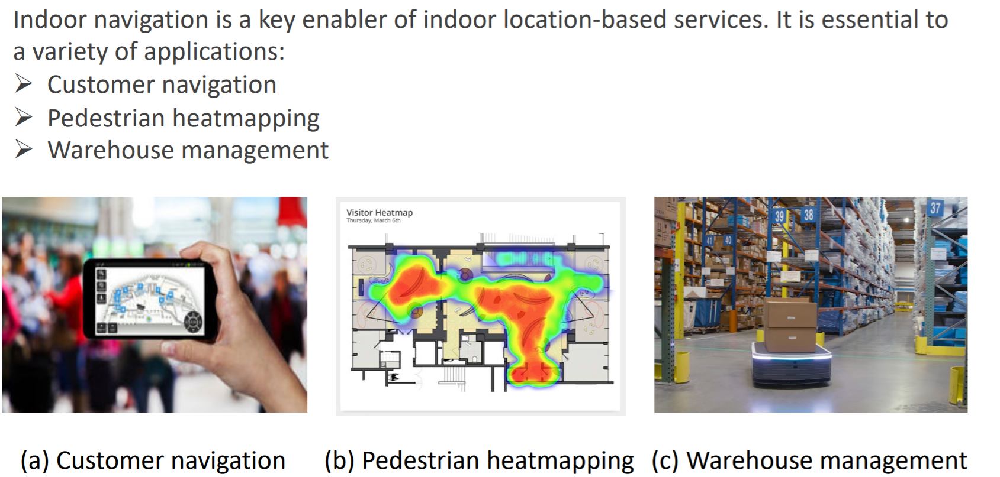 Indoor navigation is a key enabler of indoor location-based services. It is essential to
a variety of applications:
➢ Customer navigation
➢ Pedestrian heatmapping
➢ Warehouse management
Visitor Heatmap
Thursday, March 6th
41
40
39
38
37
(a) Customer navigation
(b) Pedestrian heatmapping
(c) Warehouse management